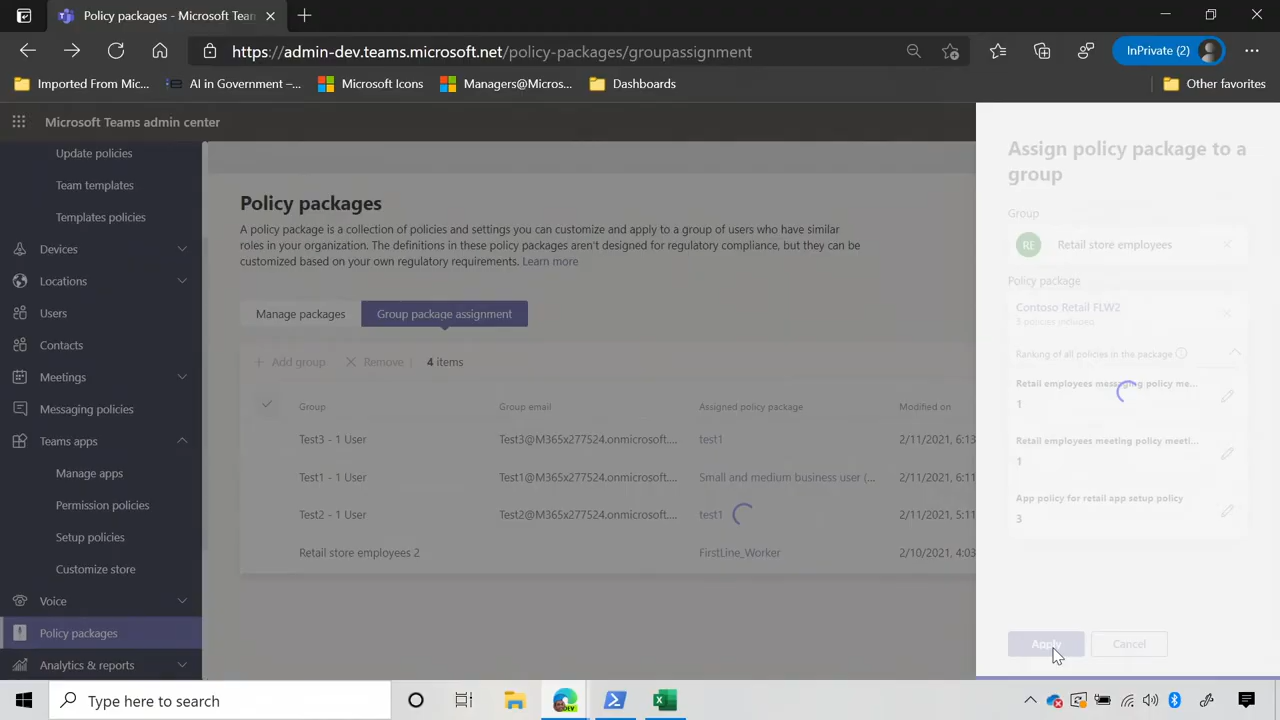 Policy packages - Microsoft Team
https://admin-dev.teams.microsoft.net/policy-packages/groupassignment
InPrivate (2)
Imported From Mic...
AI in Government –...
Microsoft Icons
Managers@Micros...
Dashboards
Other favorites
Microsoft Teams admin center
Update policies
Team templates
Templates policies
Devices
Locations
Users
Contacts
Meetings
Messaging policies
Teams apps
Manage apps
Permission policies
Setup policies
Customize store
Voice
Policy packages
Analytics & reports
Policy packages
A policy package is a collection of policies and settings you can customize and apply to a group of users who have similar
roles in your organization. The definitions in these policy packages aren't designed for regulatory compliance, but they can be
customized based on your own regulatory requirements. Learn more
Manage packages
Group package assignment
Add group
Remove
4 items
Group
Group email
Assigned policy package
Modified on
Test3 - 1 User
Test3@M365x277524.onmicrosoft....
test1
2/11/2021, 6:13
Test1 - 1 User
Test1@M365x277524.onmicrosoft....
Small and medium business user (...
2/11/2021, 6:11
Test2 - 1 User
Test2@M365x277524.onmicrosoft....
test1
2/11/2021, 5:11
Retail store employees 2
FirstLine_Worker
2/10/2021, 4:03
Assign policy package to a
group
Group
RE
Retail store employees
Policy package
Contoso Retail FLW2
3 policies included
Ranking of all policies in the package
Retail employees messaging policy me...
1
Retail employees meeting policy meeti...
1
App policy for retail app setup policy
3
Apply
Cancel
Type here to search